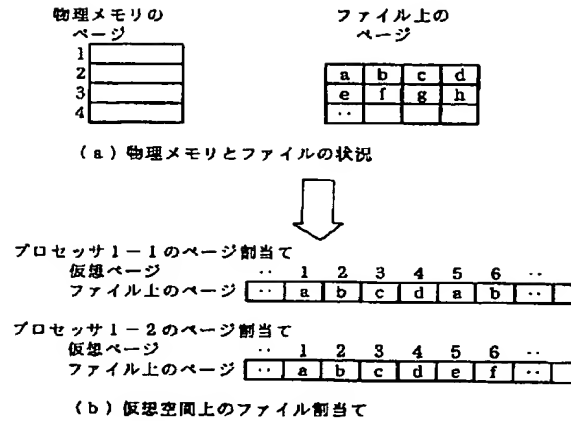 物理メモリの
ページ
1
2
3
4
ファイル上の
ページ
a b c d
e f g h
‥
(a) 物理メモリとファイルの状況
プロセッサ1-1のページ割当て
仮想ページ ‥ 1 2 3 4 5 6 ‥
ファイル上のページ ‥ a b c d a b ‥
プロセッサ1-2のページ割当て
仮想ページ ‥ 1 2 3 4 5 6 ‥
ファイル上のページ ‥ a b c d e f ‥
(b) 仮想空間上のファイル割当て